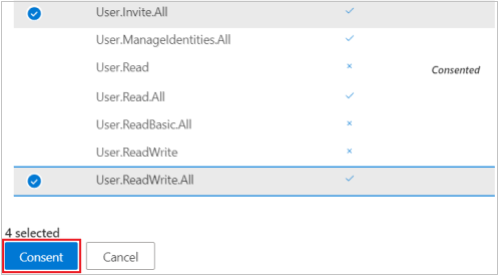 User.Invite.All
User.ManageIdentities.All
User.Read Consented
User.Read.All
User.ReadBasic.All
User.ReadWrite
User.ReadWrite.All
4 selected
Consent Cancel